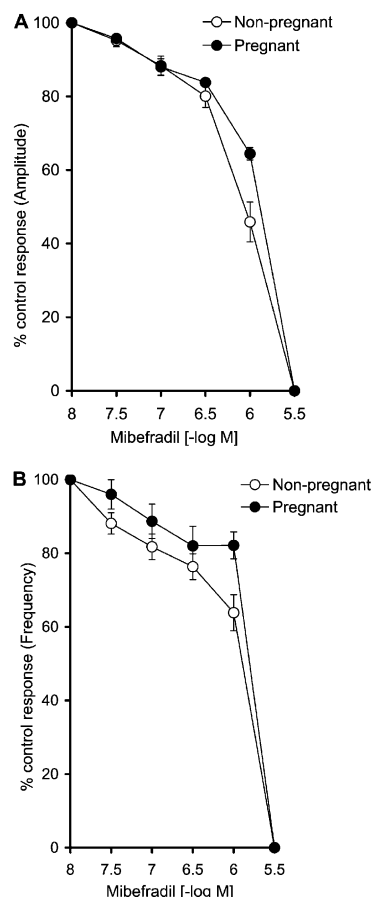 A
Non-pregnant
Pregnant
% control response (Amplitude)
100
80
60
40
20
0
8 7.5 7 6.5 6 5.5
Mibefradil [-log M]
B
Non-pregnant
Pregnant
% control response (Frequency)
100
80
60
40
20
0
8 7.5 7 6.5 6 5.5
Mibefradil [-log M]